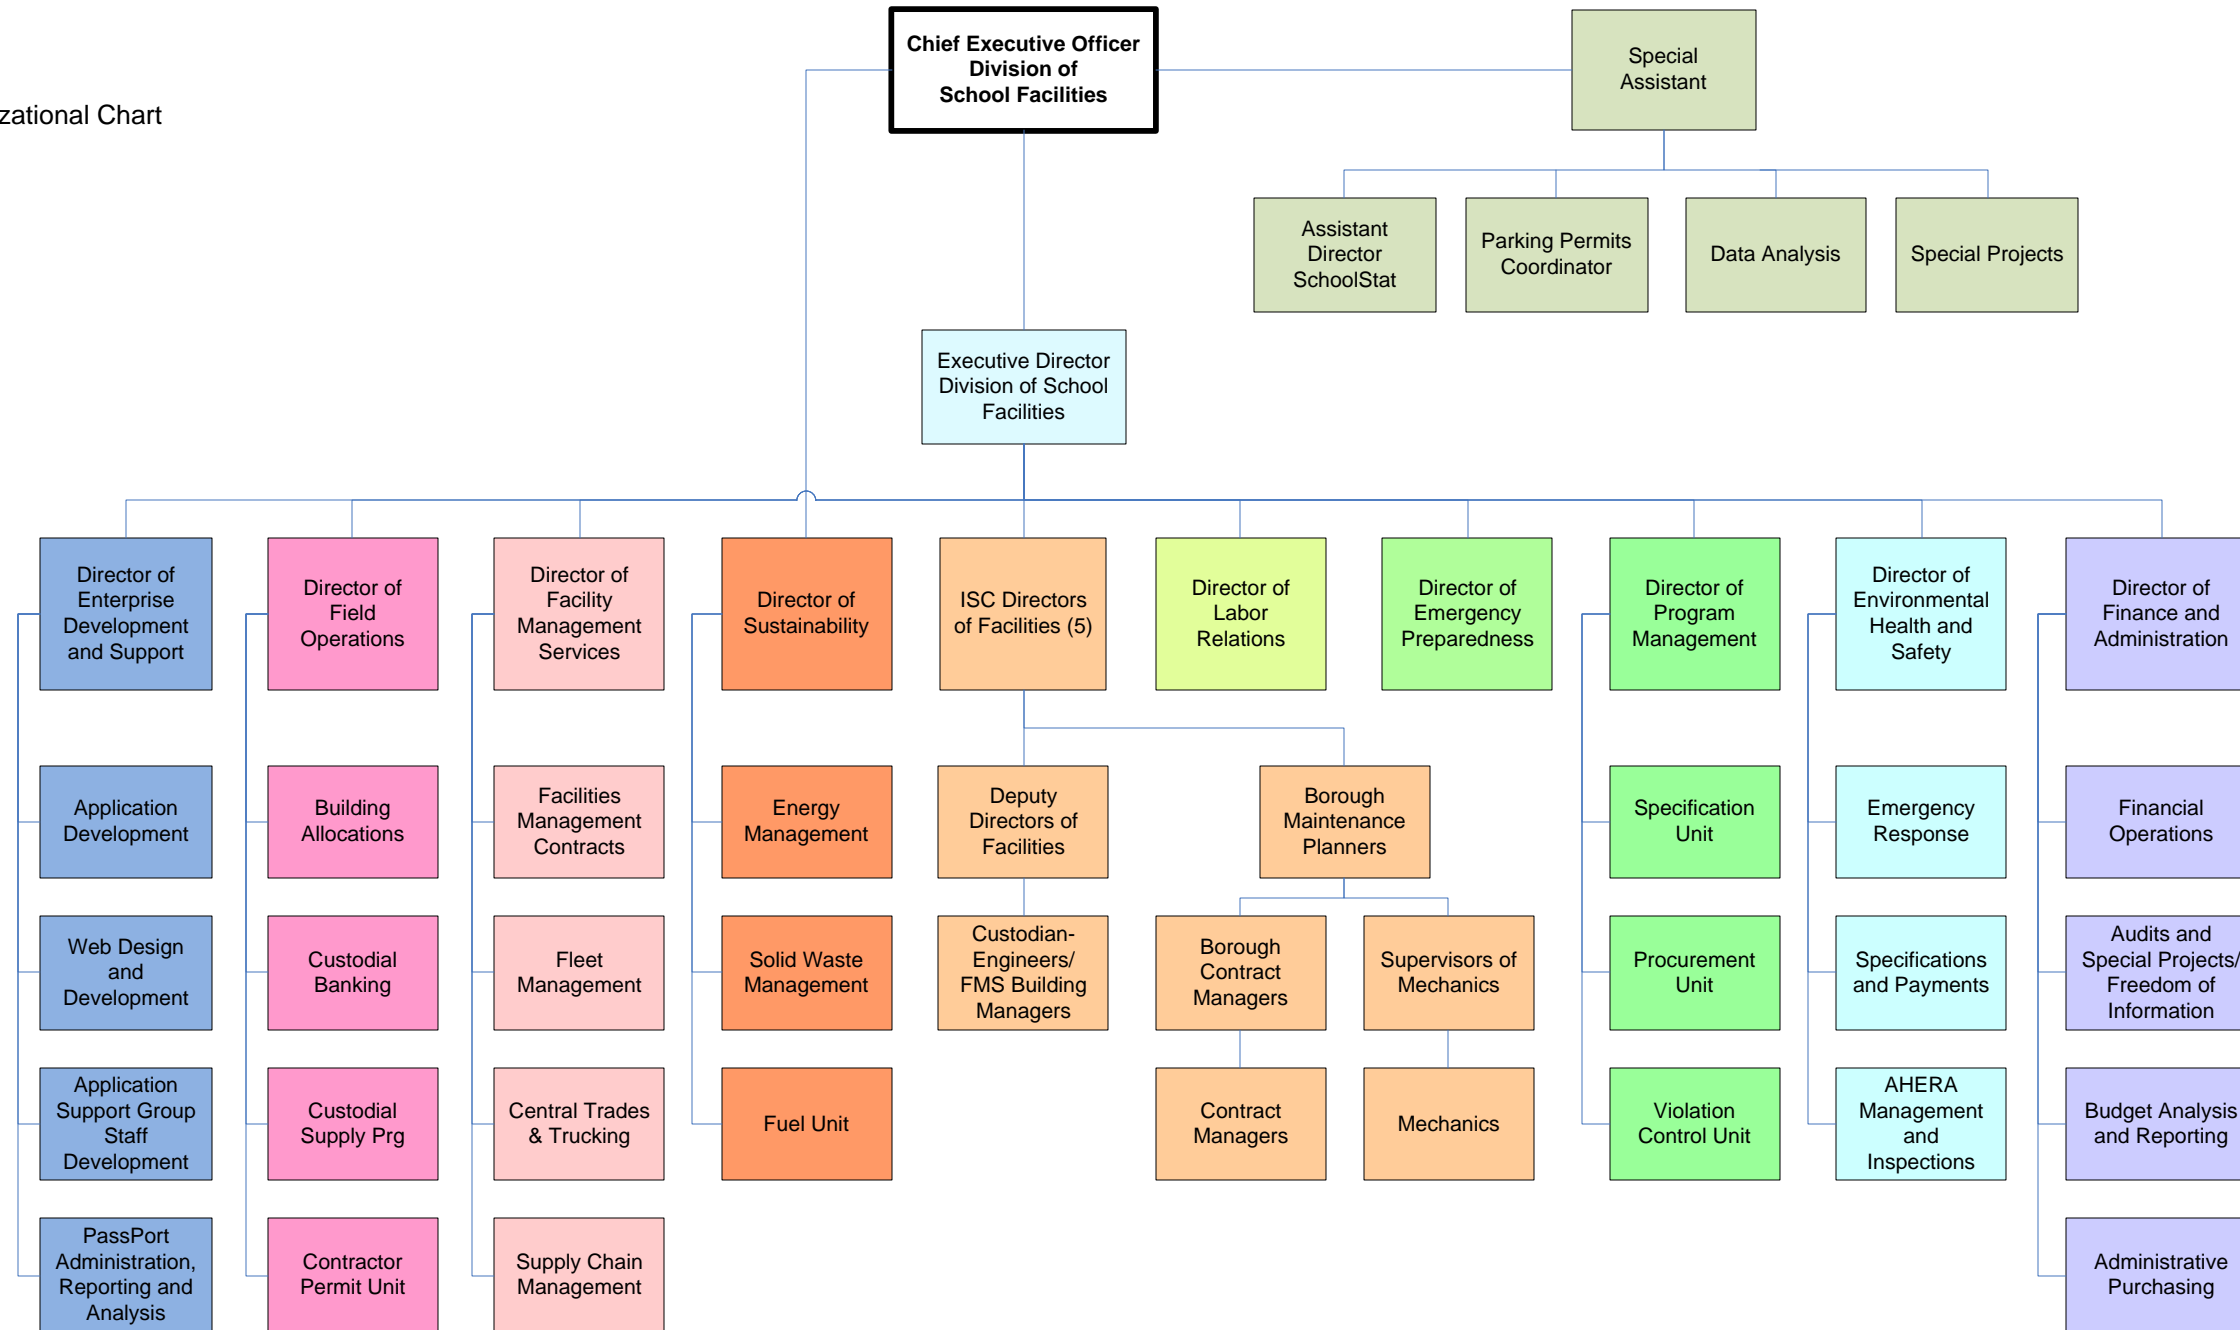 Chief Executive Officer
Division of
School Facilities
Special
Assistant
zational Chart
Assistant
Director
SchoolStat
Parking Permits
Coordinator
Data Analysis
Special Projects
Executive Director
Division of School
Facilities
Director of
Enterprise
Development
and Support
Director of
Field
Operations
Director of
Facility
Management
Services
Director of
Sustainability
ISC Directors
of Facilities (5)
Director of
Labor
Relations
Director of
Emergency
Preparedness
Director of
Program
Management
Director of
Environmental
Health and
Safety
Director of
Finance and
Administration
Application
Development
Building
Allocations
Facilities
Management
Contracts
Energy
Management
Deputy
Directors of
Facilities
Borough
Maintenance
Planners
Specification
Unit
Emergency
Response
Financial
Operations
Web Design
and
Development
Custodial
Banking
Fleet
Management
Solid Waste
Management
Custodian-
Engineers/
FMS Building
Managers
Borough
Contract
Managers
Supervisors of
Mechanics
Procurement
Unit
Specifications
and Payments
Audits and
Special Projects/
Freedom of
Information
Application
Support Group
Staff
Development
Custodial
Supply Prg
Central Trades
& Trucking
Fuel Unit
Contract
Managers
Mechanics
Violation
Control Unit
AHERA
Management
and
Inspections
Budget Analysis
and Reporting
PassPort
Administration,
Reporting and
Analysis
Contractor
Permit Unit
Supply Chain
Management
Administrative
Purchasing